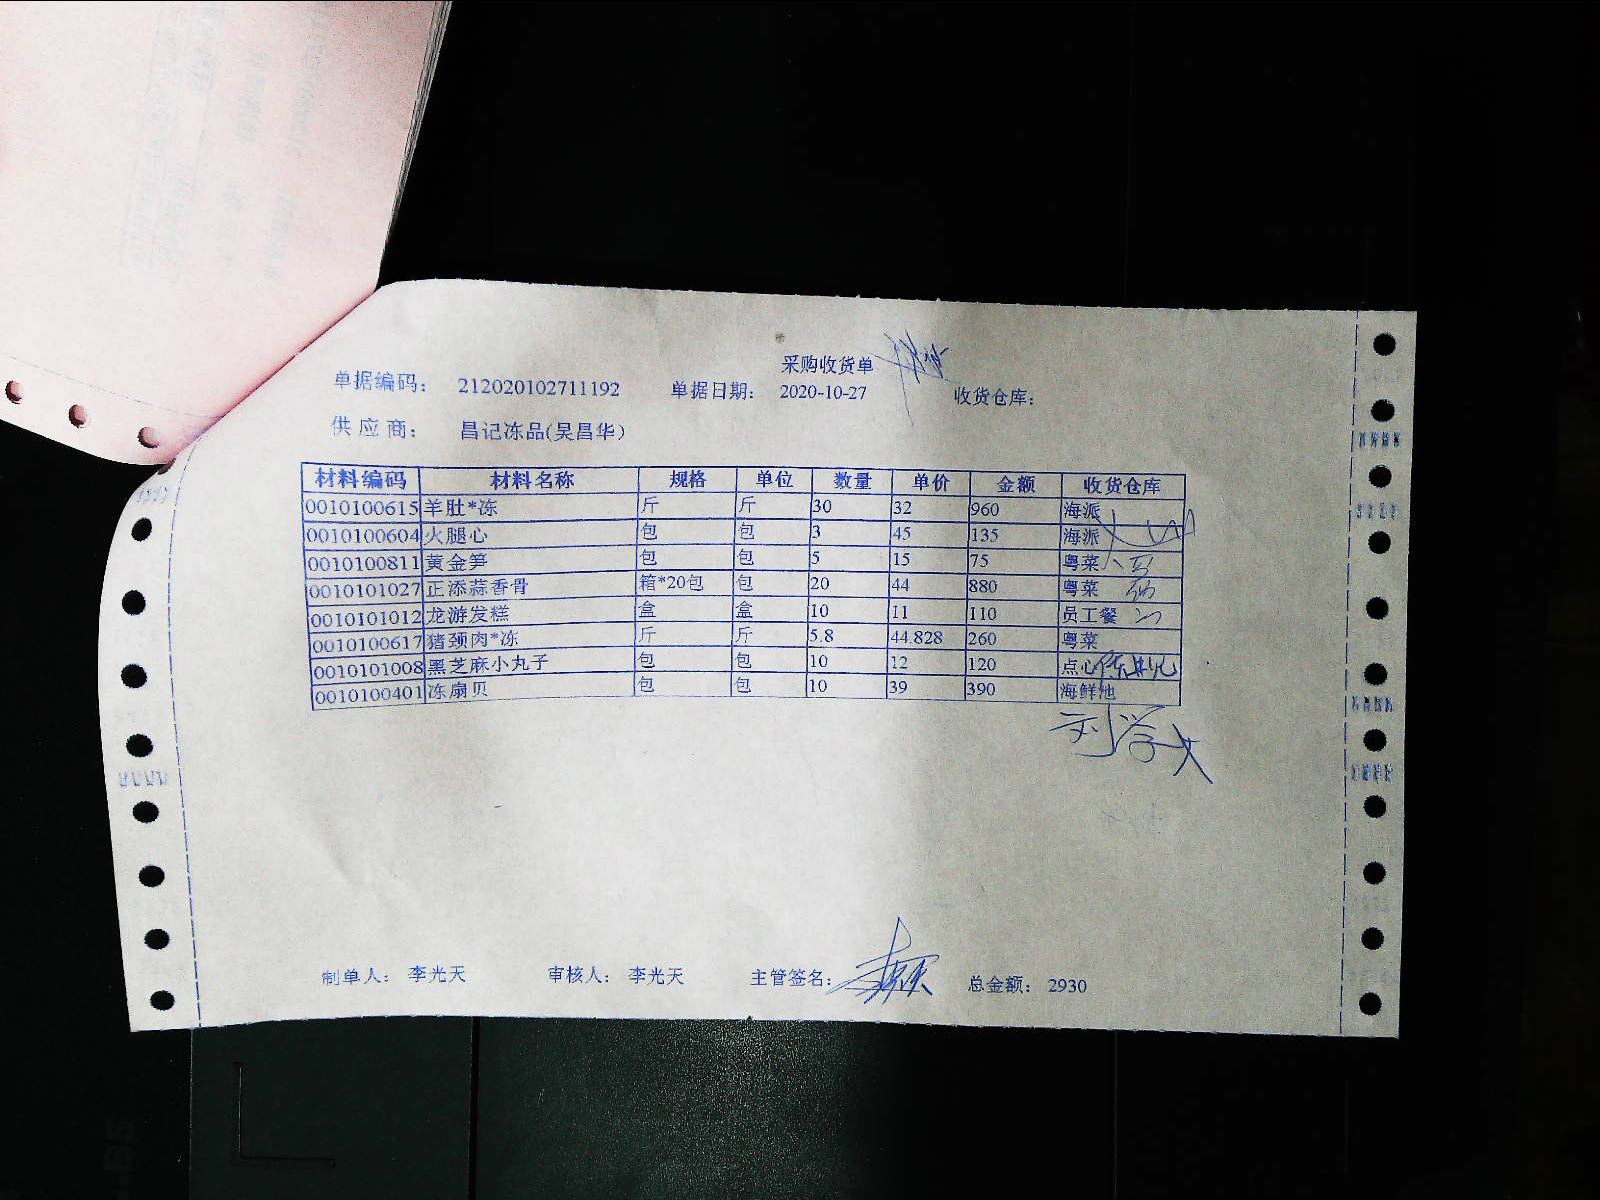 采购收货单
单据编码： 212020102711192 单据日期： 2020-10-27 收货仓库：
供应商： 昌记冻品(吴昌华)
材料编码 材料名称 规格 单位 数量 单价 金额 收货仓库
0010100615 羊肚*冻 斤 斤 30 32 960 海派
0010100604 火腿心 包 包 3 45 135 海派
0010100811 黄金笋 包 包 5 15 75 粤菜
0010101027 正添蒜香骨 箱*20包 包 20 44 880 粤菜
0010101012 龙游发糕 盒 盒 10 11 110 员工餐
0010100617 猪颈肉*冻 斤 斤 5.8 44.828 260 粤菜
0010101008 黑芝麻小丸子 包 包 10 12 120 点心
0010100401 冻扇贝 包 包 10 39 390 海鲜池
刘学文
制单人： 李光天 审核人： 李光天 主管签名： 总金额： 2930